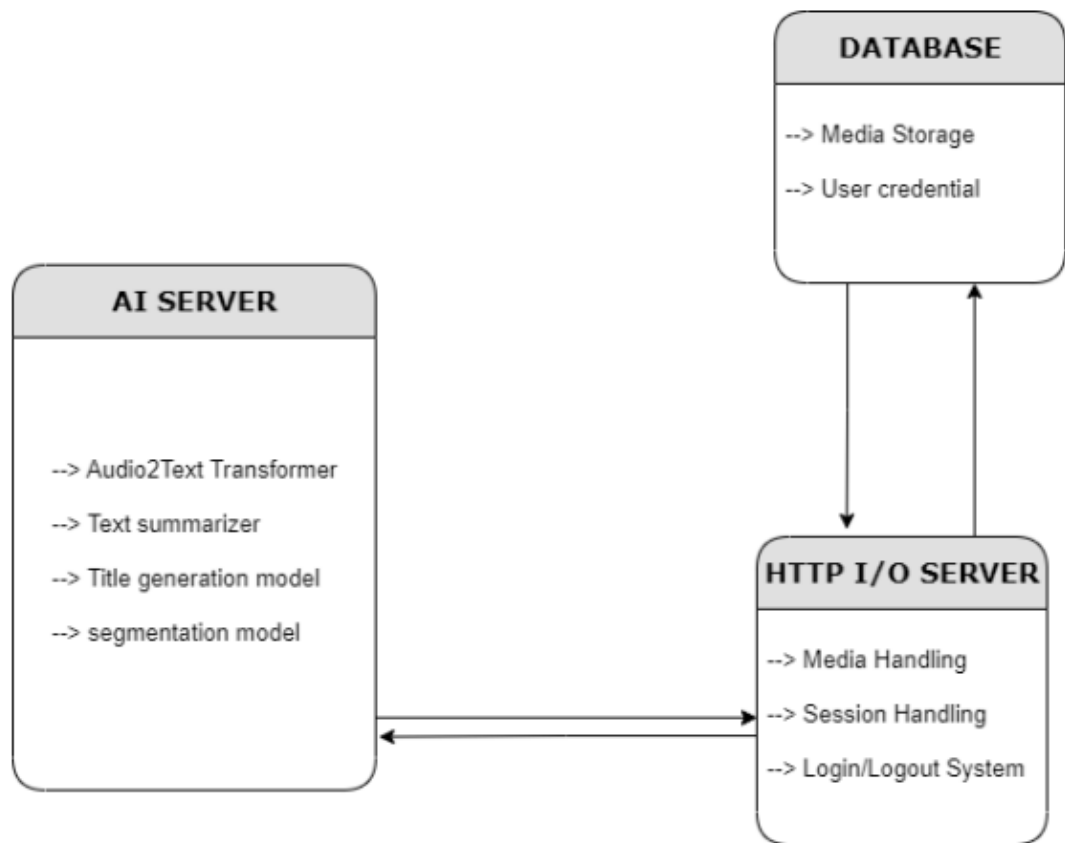 DATABASE
--> Media Storage
--> User credential
AI SERVER
--> Audio2Text Transformer
--> Text summarizer
--> Title generation model
--> segmentation model
HTTP I/O SERVER
--> Media Handling
--> Session Handling
--> Login/Logout System